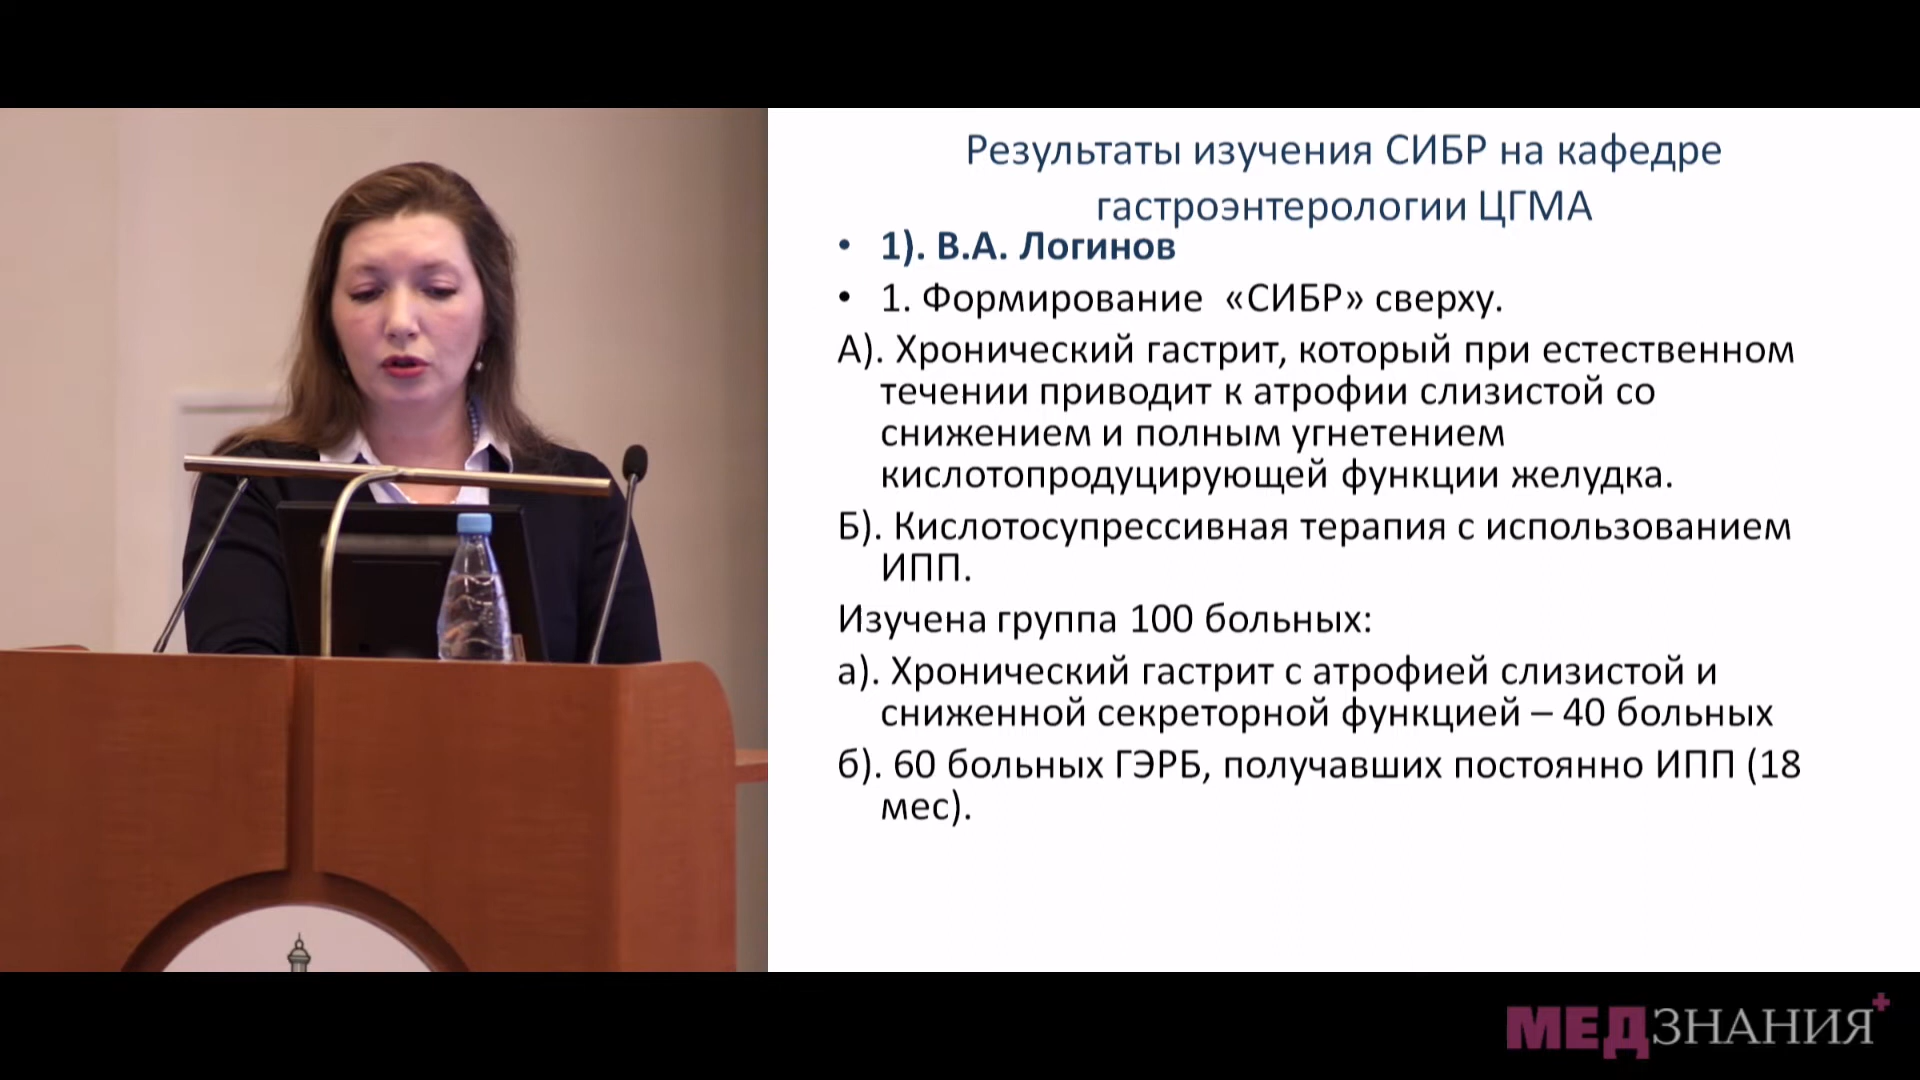 Результаты изучения СИБР на кафедре
гастроэнтерологии ЦГМА
• 1). В.А. Логинов
• 1. Формирование «СИБР» сверху.
А). Хронический гастрит, который при естественном
течении приводит к атрофии слизистой со
снижением и полным угнетением
кислотопродуцирующей функции желудка.
Б). Кислотосупрессивная терапия с использованием
ИПП.
Изучена группа 100 больных:
а). Хронический гастрит с атрофией слизистой и
сниженной секреторной функцией – 40 больных
б). 60 больных ГЭРБ, получавших постоянно ИПП (18
мес).
МЕДЗНАНИЯ+